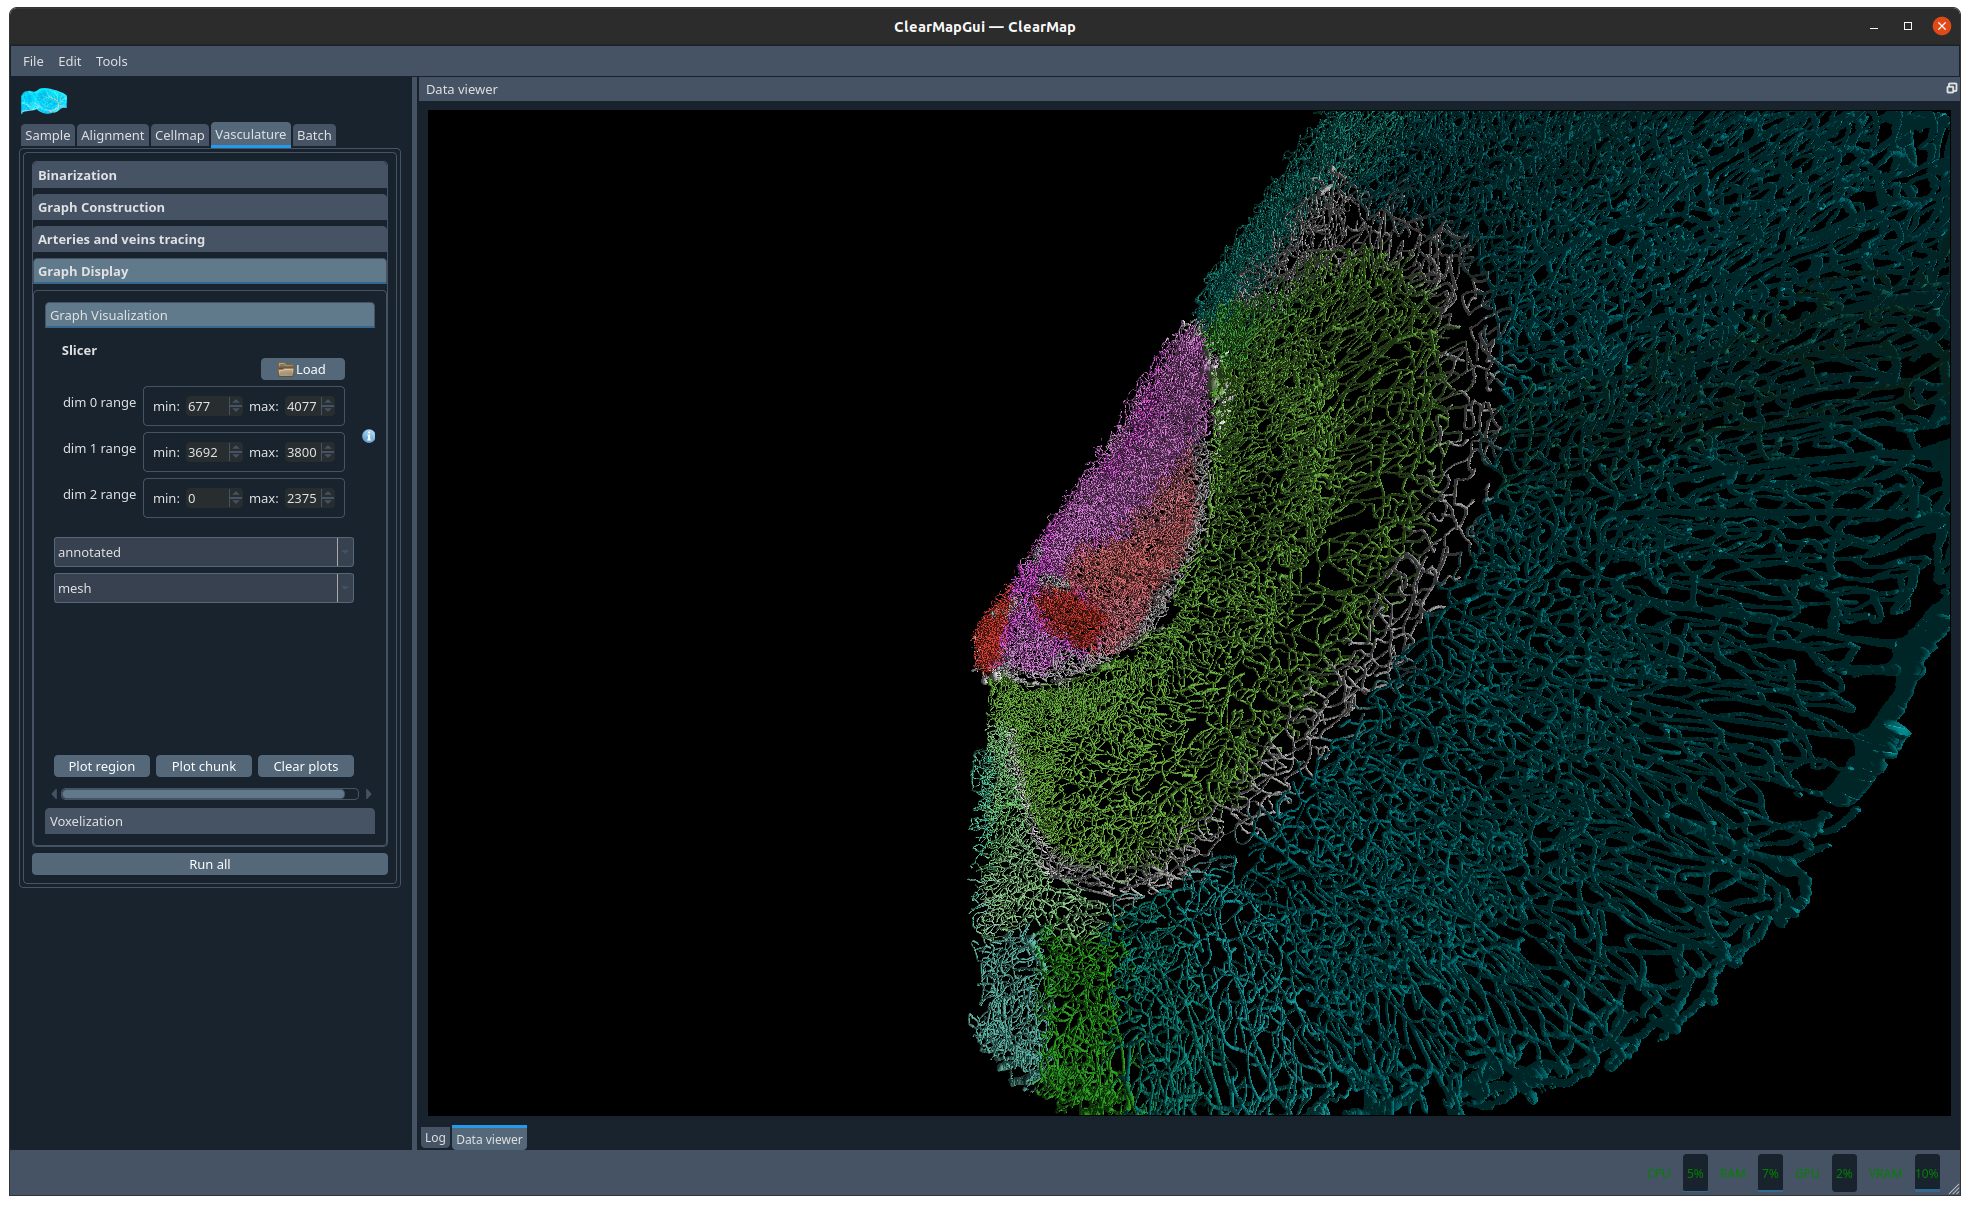 ClearMapGui — ClearMap
File Edit Tools
Data viewer
Sample Alignment Cellmap Vasculature Batch
Binarization
Graph Construction
Arteries and veins tracing
Graph Display
Graph Visualization
Slicer
Load
dim 0 range min: 677 max: 4077
dim 1 range min: 3692 max: 3800
dim 2 range min: 0 max: 2375
annotated
mesh
Plot region Plot chunk Clear plots
Voxelization
Run all
Log Data viewer
CPU 5% RAM 7% GPU 2% 10%